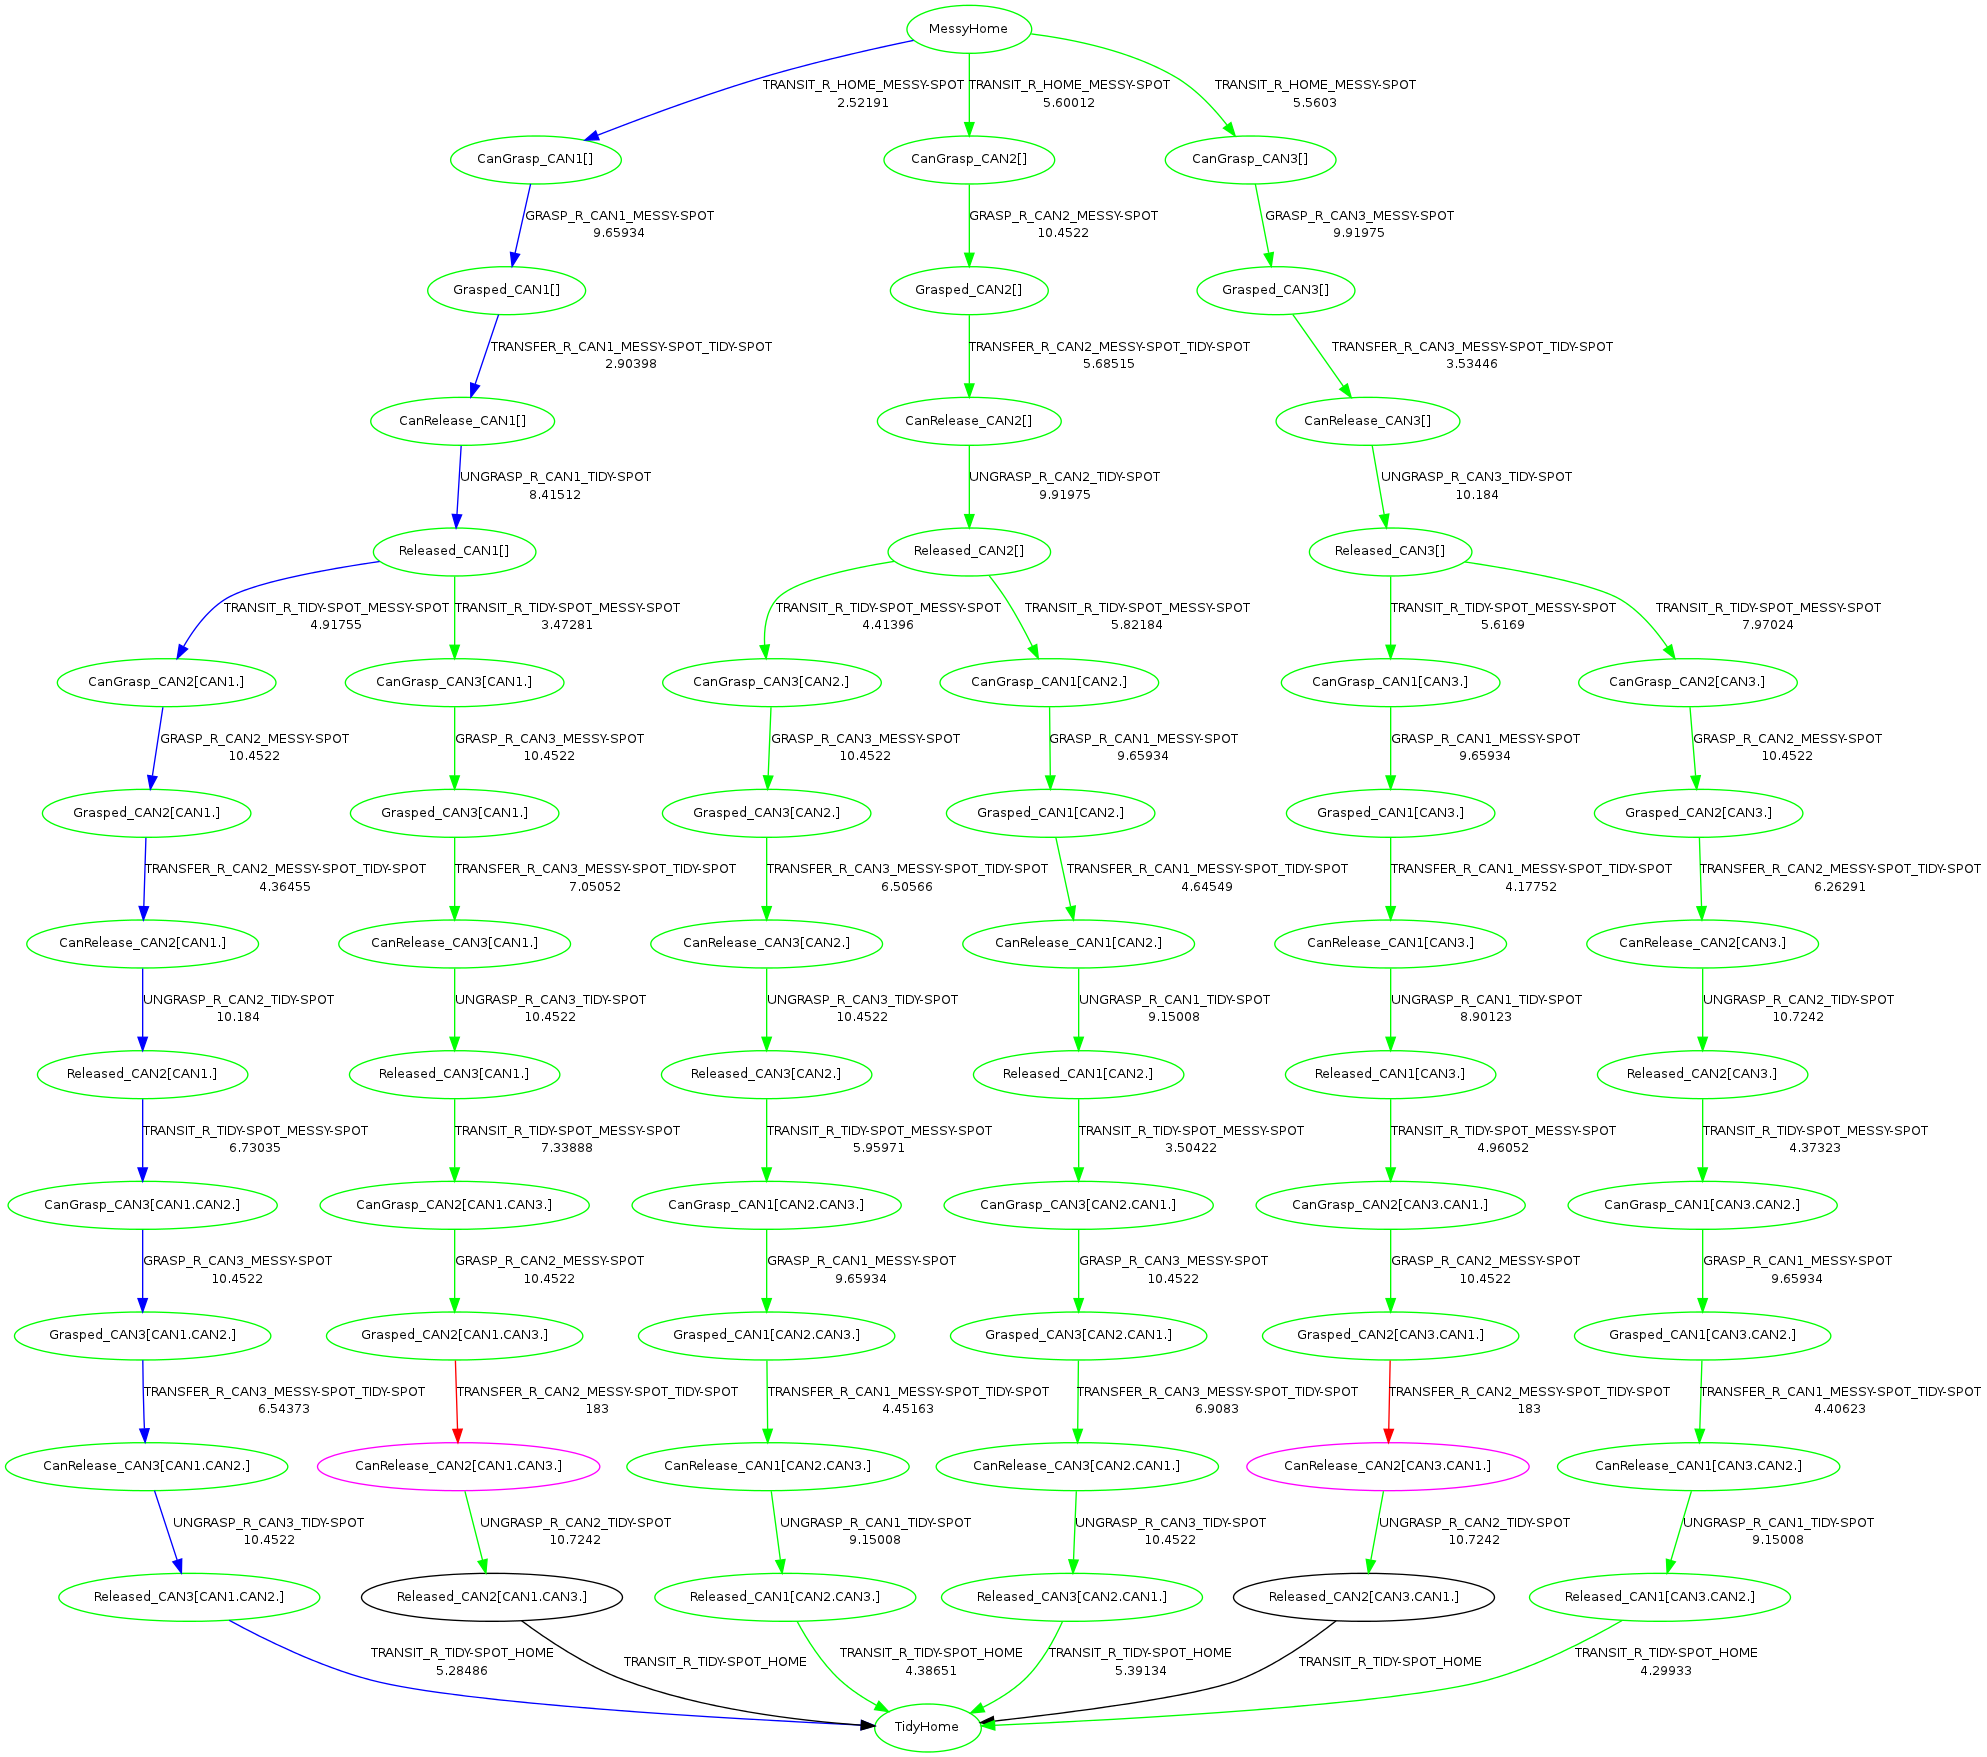 MessyHome
TRANSIT_R_HOME_MESSY-SPOT
2.52191
TRANSIT_R_HOME_MESSY-SPOT
5.60012
TRANSIT_R_HOME_MESSY-SPOT
5.5603
CanGrasp_CAN1[]
CanGrasp_CAN2[]
CanGrasp_CAN3[]
GRASP_R_CAN1_MESSY-SPOT
9.65934
GRASP_R_CAN2_MESSY-SPOT
10.4522
GRASP_R_CAN3_MESSY-SPOT
9.91975
Grasped_CAN1[]
Grasped_CAN2[]
Grasped_CAN3[]
TRANSFER_R_CAN1_MESSY-SPOT_TIDY-SPOT
2.90398
TRANSFER_R_CAN2_MESSY-SPOT_TIDY-SPOT
5.68515
TRANSFER_R_CAN3_MESSY-SPOT_TIDY-SPOT
3.53446
CanRelease_CAN1[]
CanRelease_CAN2[]
CanRelease_CAN3[]
UNGRASP_R_CAN1_TIDY-SPOT
8.41512
UNGRASP_R_CAN2_TIDY-SPOT
9.91975
UNGRASP_R_CAN3_TIDY-SPOT
10.184
Released_CAN1[]
Released_CAN2[]
Released_CAN3[]
TRANSIT_R_TIDY-SPOT_MESSY-SPOT
4.91755
TRANSIT_R_TIDY-SPOT_MESSY-SPOT
3.47281
TRANSIT_R_TIDY-SPOT_MESSY-SPOT
4.41396
TRANSIT_R_TIDY-SPOT_MESSY-SPOT
5.82184
TRANSIT_R_TIDY-SPOT_MESSY-SPOT
5.6169
TRANSIT_R_TIDY-SPOT_MESSY-SPOT
7.97024
CanGrasp_CAN2[CAN1.]
CanGrasp_CAN3[CAN1.]
CanGrasp_CAN3[CAN2.]
CanGrasp_CAN1[CAN2.]
CanGrasp_CAN1[CAN3.]
CanGrasp_CAN2[CAN3.]
GRASP_R_CAN2_MESSY-SPOT
10.4522
GRASP_R_CAN3_MESSY-SPOT
10.4522
GRASP_R_CAN3_MESSY-SPOT
10.4522
GRASP_R_CAN1_MESSY-SPOT
9.65934
GRASP_R_CAN1_MESSY-SPOT
9.65934
GRASP_R_CAN2_MESSY-SPOT
10.4522
Grasped_CAN2[CAN1.]
Grasped_CAN3[CAN1.]
Grasped_CAN3[CAN2.]
Grasped_CAN1[CAN2.]
Grasped_CAN1[CAN3.]
Grasped_CAN2[CAN3.]
TRANSFER_R_CAN2_MESSY-SPOT_TIDY-SPOT
4.36455
TRANSFER_R_CAN3_MESSY-SPOT_TIDY-SPOT
7.05052
TRANSFER_R_CAN3_MESSY-SPOT_TIDY-SPOT
6.50566
TRANSFER_R_CAN1_MESSY-SPOT_TIDY-SPOT
4.64549
TRANSFER_R_CAN1_MESSY-SPOT_TIDY-SPOT
4.17752
TRANSFER_R_CAN2_MESSY-SPOT_TIDY-SPOT
6.26291
CanRelease_CAN2[CAN1.]
CanRelease_CAN3[CAN1.]
CanRelease_CAN3[CAN2.]
CanRelease_CAN1[CAN2.]
CanRelease_CAN1[CAN3.]
CanRelease_CAN2[CAN3.]
UNGRASP_R_CAN2_TIDY-SPOT
10.184
UNGRASP_R_CAN3_TIDY-SPOT
10.4522
UNGRASP_R_CAN3_TIDY-SPOT
10.4522
UNGRASP_R_CAN1_TIDY-SPOT
9.15008
UNGRASP_R_CAN1_TIDY-SPOT
8.90123
UNGRASP_R_CAN2_TIDY-SPOT
10.7242
Released_CAN2[CAN1.]
Released_CAN3[CAN1.]
Released_CAN3[CAN2.]
Released_CAN1[CAN2.]
Released_CAN1[CAN3.]
Released_CAN2[CAN3.]
TRANSIT_R_TIDY-SPOT_MESSY-SPOT
6.73035
TRANSIT_R_TIDY-SPOT_MESSY-SPOT
7.33888
TRANSIT_R_TIDY-SPOT_MESSY-SPOT
5.95971
TRANSIT_R_TIDY-SPOT_MESSY-SPOT
3.50422
TRANSIT_R_TIDY-SPOT_MESSY-SPOT
4.96052
TRANSIT_R_TIDY-SPOT_MESSY-SPOT
4.37323
CanGrasp_CAN3[CAN1.CAN2.]
CanGrasp_CAN2[CAN1.CAN3.]
CanGrasp_CAN1[CAN2.CAN3.]
CanGrasp_CAN3[CAN2.CAN1.]
CanGrasp_CAN2[CAN3.CAN1.]
CanGrasp_CAN1[CAN3.CAN2.]
GRASP_R_CAN3_MESSY-SPOT
10.4522
GRASP_R_CAN2_MESSY-SPOT
10.4522
GRASP_R_CAN1_MESSY-SPOT
9.65934
GRASP_R_CAN3_MESSY-SPOT
10.4522
GRASP_R_CAN2_MESSY-SPOT
10.4522
GRASP_R_CAN1_MESSY-SPOT
9.65934
Grasped_CAN3[CAN1.CAN2.]
Grasped_CAN2[CAN1.CAN3.]
Grasped_CAN1[CAN2.CAN3.]
Grasped_CAN3[CAN2.CAN1.]
Grasped_CAN2[CAN3.CAN1.]
Grasped_CAN1[CAN3.CAN2.]
TRANSFER_R_CAN3_MESSY-SPOT_TIDY-SPOT
6.54373
TRANSFER_R_CAN2_MESSY-SPOT_TIDY-SPOT
183
TRANSFER_R_CAN1_MESSY-SPOT_TIDY-SPOT
4.45163
TRANSFER_R_CAN3_MESSY-SPOT_TIDY-SPOT
6.9083
TRANSFER_R_CAN2_MESSY-SPOT_TIDY-SPOT
183
TRANSFER_R_CAN1_MESSY-SPOT_TIDY-SPOT
4.40623
CanRelease_CAN3[CAN1.CAN2.]
CanRelease_CAN2[CAN1.CAN3.]
CanRelease_CAN1[CAN2.CAN3.]
CanRelease_CAN3[CAN2.CAN1.]
CanRelease_CAN2[CAN3.CAN1.]
CanRelease_CAN1[CAN3.CAN2.]
UNGRASP_R_CAN3_TIDY-SPOT
10.4522
UNGRASP_R_CAN2_TIDY-SPOT
10.7242
UNGRASP_R_CAN1_TIDY-SPOT
9.15008
UNGRASP_R_CAN3_TIDY-SPOT
10.4522
UNGRASP_R_CAN2_TIDY-SPOT
10.7242
UNGRASP_R_CAN1_TIDY-SPOT
9.15008
Released_CAN3[CAN1.CAN2.]
Released_CAN2[CAN1.CAN3.]
Released_CAN1[CAN2.CAN3.]
Released_CAN3[CAN2.CAN1.]
Released_CAN2[CAN3.CAN1.]
Released_CAN1[CAN3.CAN2.]
TRANSIT_R_TIDY-SPOT_HOME
5.28486
TRANSIT_R_TIDY-SPOT_HOME
TRANSIT_R_TIDY-SPOT_HOME
4.38651
TRANSIT_R_TIDY-SPOT_HOME
5.39134
TRANSIT_R_TIDY-SPOT_HOME
TRANSIT_R_TIDY-SPOT_HOME
4.29933
TidyHome